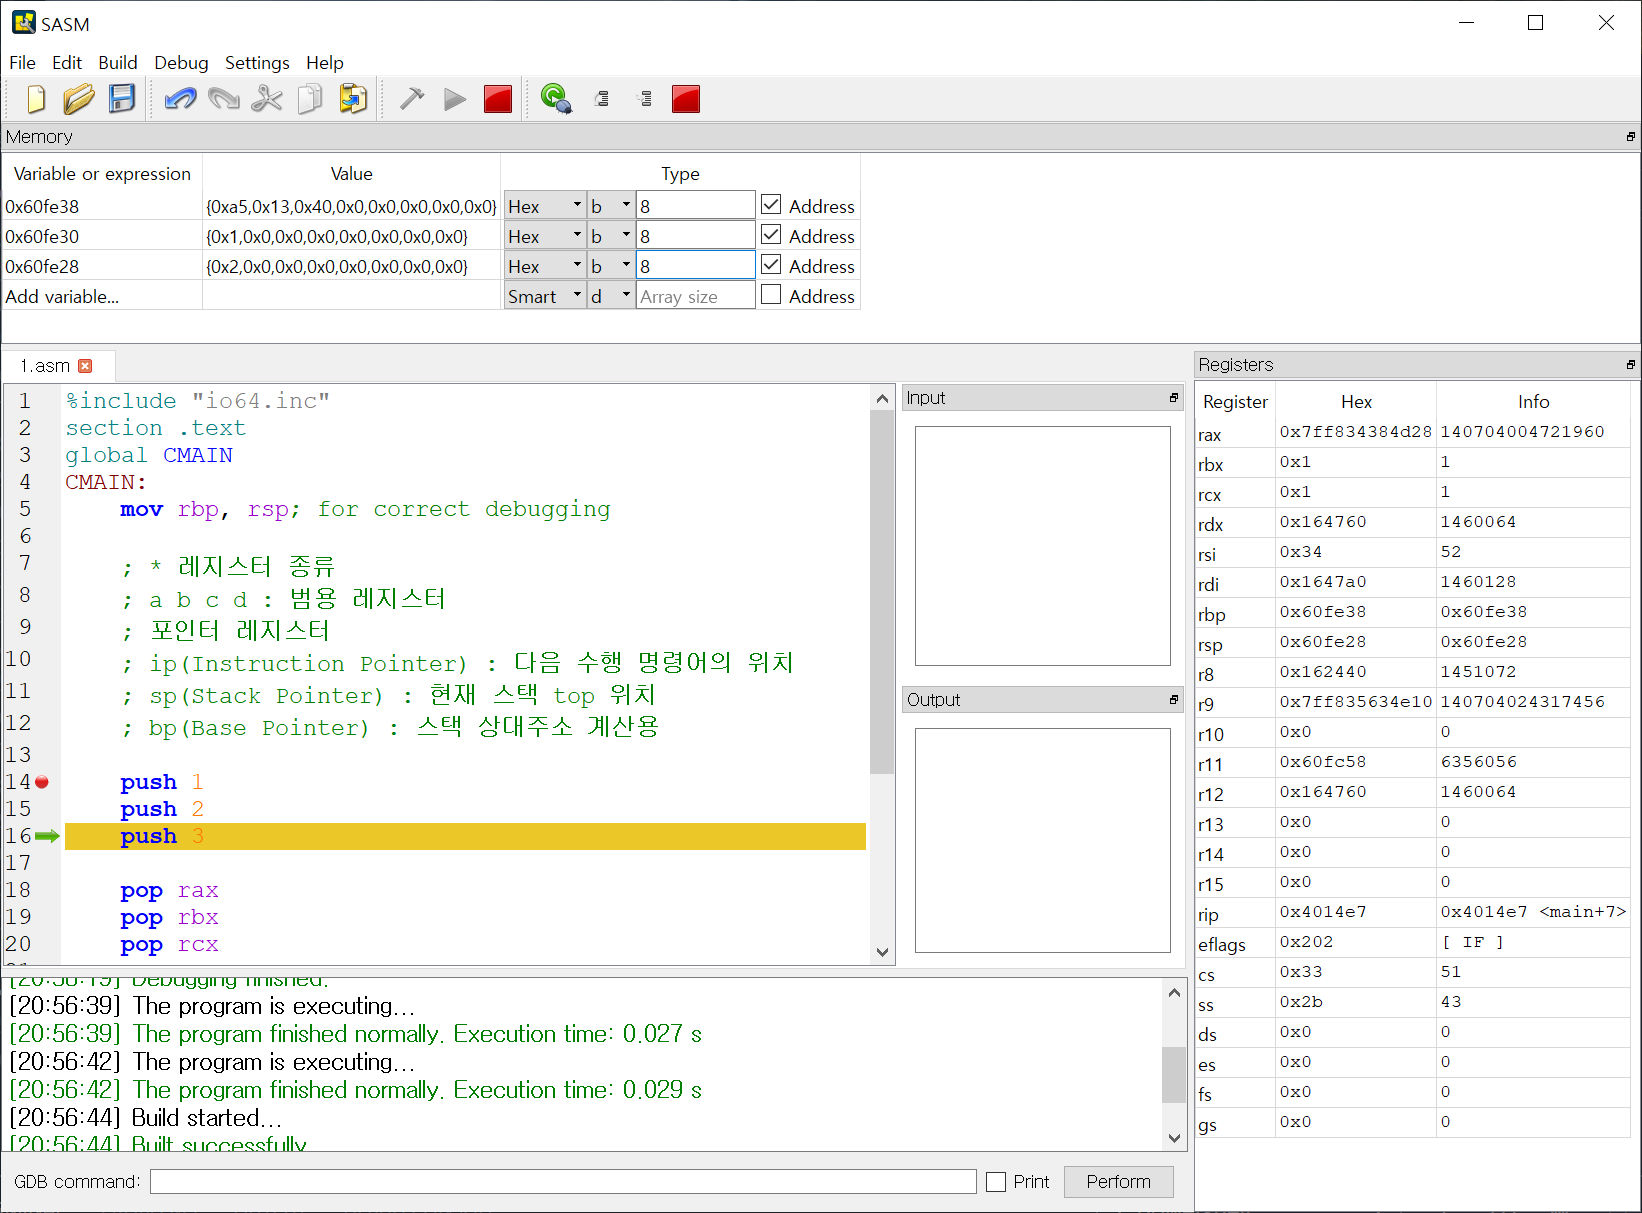 SASM
File Edit Build Debug Settings Help
Memory
Variable or expression Value Type
0x60fe38 {0xa5,0x13,0x40,0x0,0x0,0x0,0x0,0x0} Hex b 8 Address
0x60fe30 {0x1,0x0,0x0,0x0,0x0,0x0,0x0,0x0} Hex b 8 Address
0x60fe28 {0x2,0x0,0x0,0x0,0x0,0x0,0x0,0x0} Hex b 8 Address
Add variable... Smart d Array size Address
1.asm
1 %include "io64.inc"
2 section .text
3 global CMAIN
4 CMAIN:
5 mov rbp, rsp; for correct debugging
6
7 ; * 레지스터 종류
8 ; a b c d : 범용 레지스터
9 ; 포인터 레지스터
10 ; ip(Instruction Pointer) : 다음 수행 명령어의 위치
11 ; sp(Stack Pointer) : 현재 스택 top 위치
12 ; bp(Base Pointer) : 스택 상대주소 계산용
13
14 push 1
15 push 2
16 push 3
17
18 pop rax
19 pop rbx
20 pop rcx
Input
Output
Registers
Register Hex Info
rax 0x7ff834384d28 140704004721960
rbx 0x1 1
rcx 0x1 1
rdx 0x164760 1460064
rsi 0x34 52
rdi 0x1647a0 1460128
rbp 0x60fe38 0x60fe38
rsp 0x60fe28 0x60fe28
r8 0x162440 1451072
r9 0x7ff835634e10 140704024317456
r10 0x0 0
r11 0x60fc58 6356056
r12 0x164760 1460064
r13 0x0 0
r14 0x0 0
r15 0x0 0
rip 0x4014e7 0x4014e7 <main+7>
eflags 0x202 [ IF ]
cs 0x33 51
ss 0x2b 43
ds 0x0 0
es 0x0 0
fs 0x0 0
gs 0x0 0
[20:56:19] Debugging finished.
[20:56:39] The program is executing...
[20:56:39] The program finished normally. Execution time: 0.027 s
[20:56:42] The program is executing...
[20:56:42] The program finished normally. Execution time: 0.029 s
[20:56:44] Build started...
[20:56:44] Built successfully.
GDB command: Print Perform